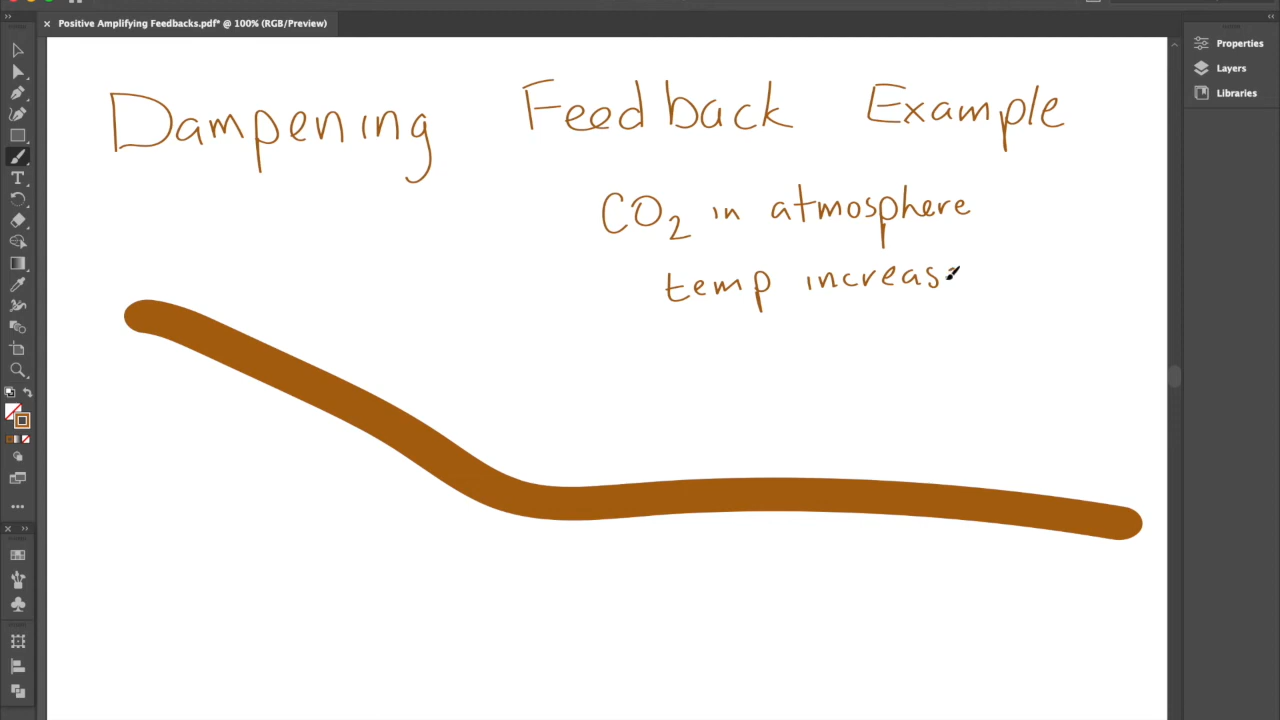 Positive Amplifying Feedbacks.pdf* @ 100% (RGB/Preview)
Properties
Layers
Libraries
Dampening Feedback Example
CO₂ in atmosphere
temp increas